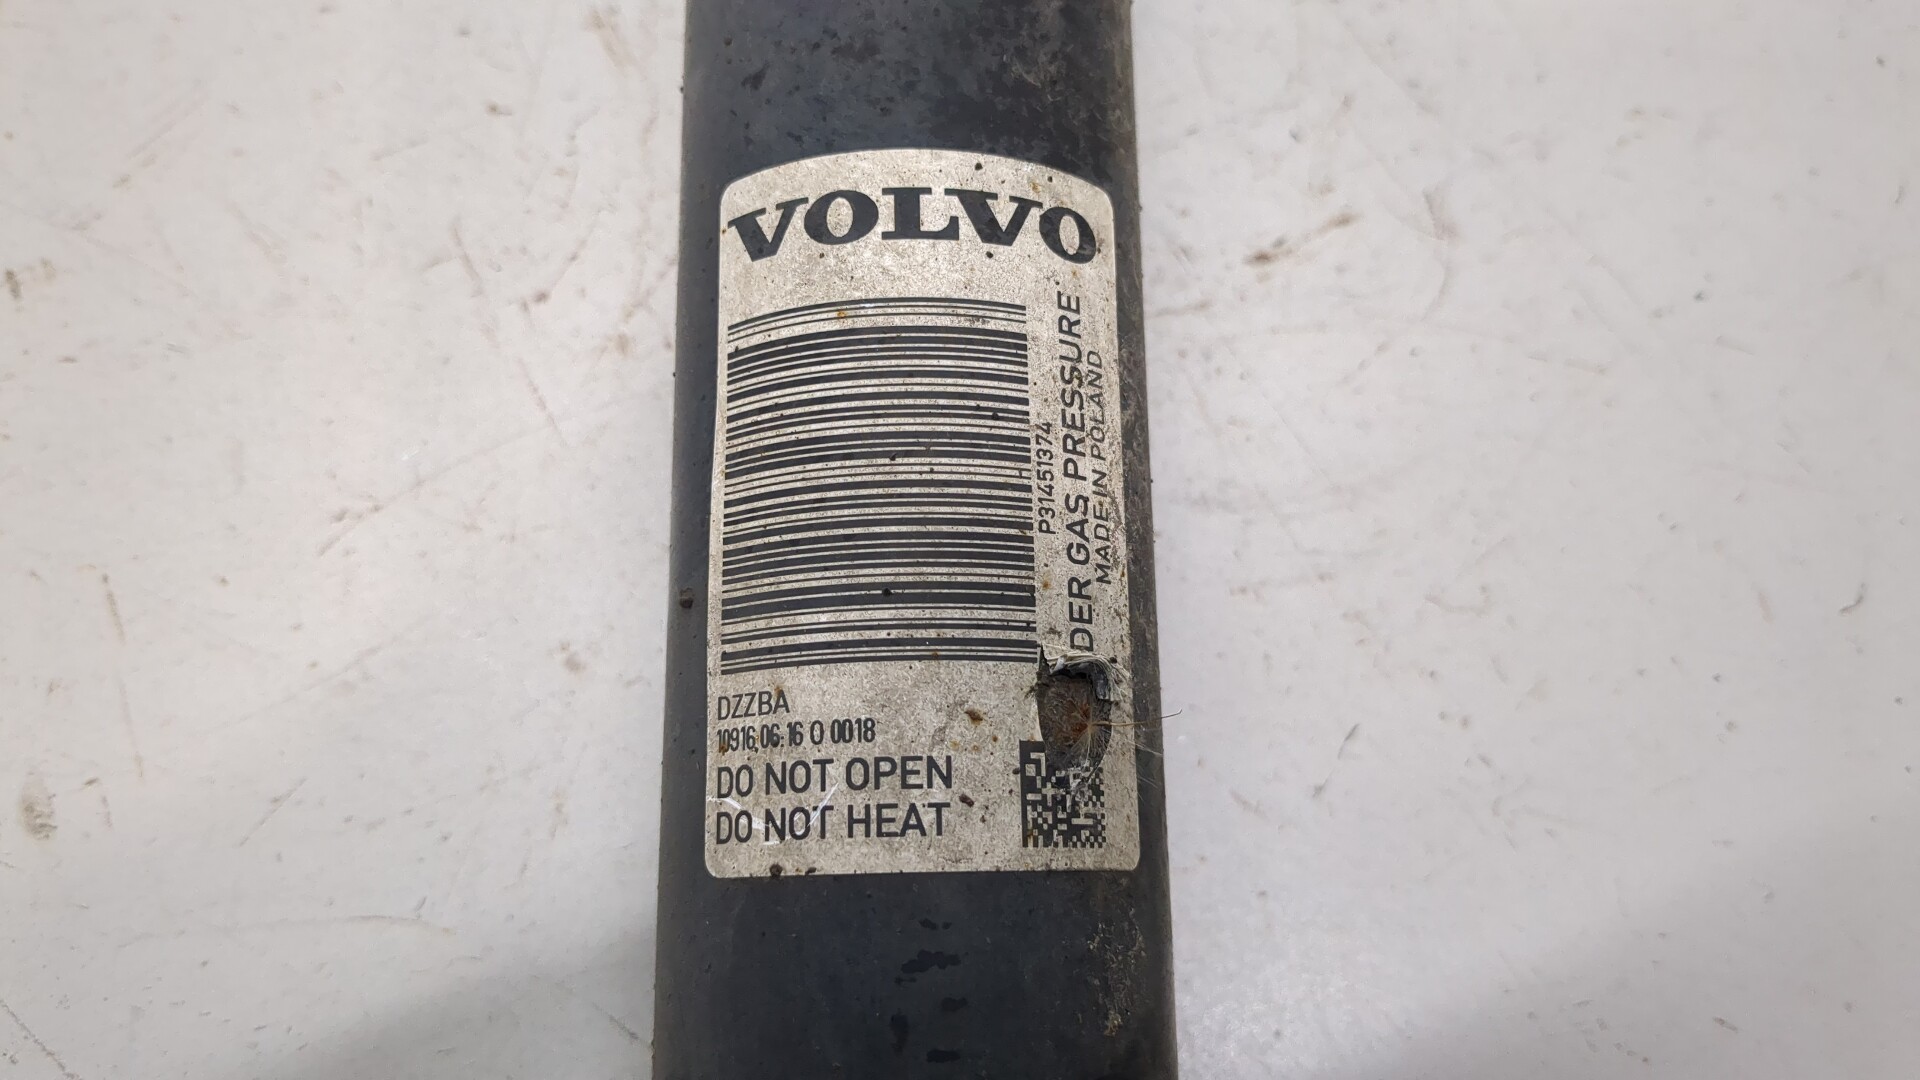 VOLVO
P31451374
DER GAS PRESSURE
MADE IN POLAND
DZZBA
10916 06:16 0 0018
DO NOT OPEN
DO NOT HEAT